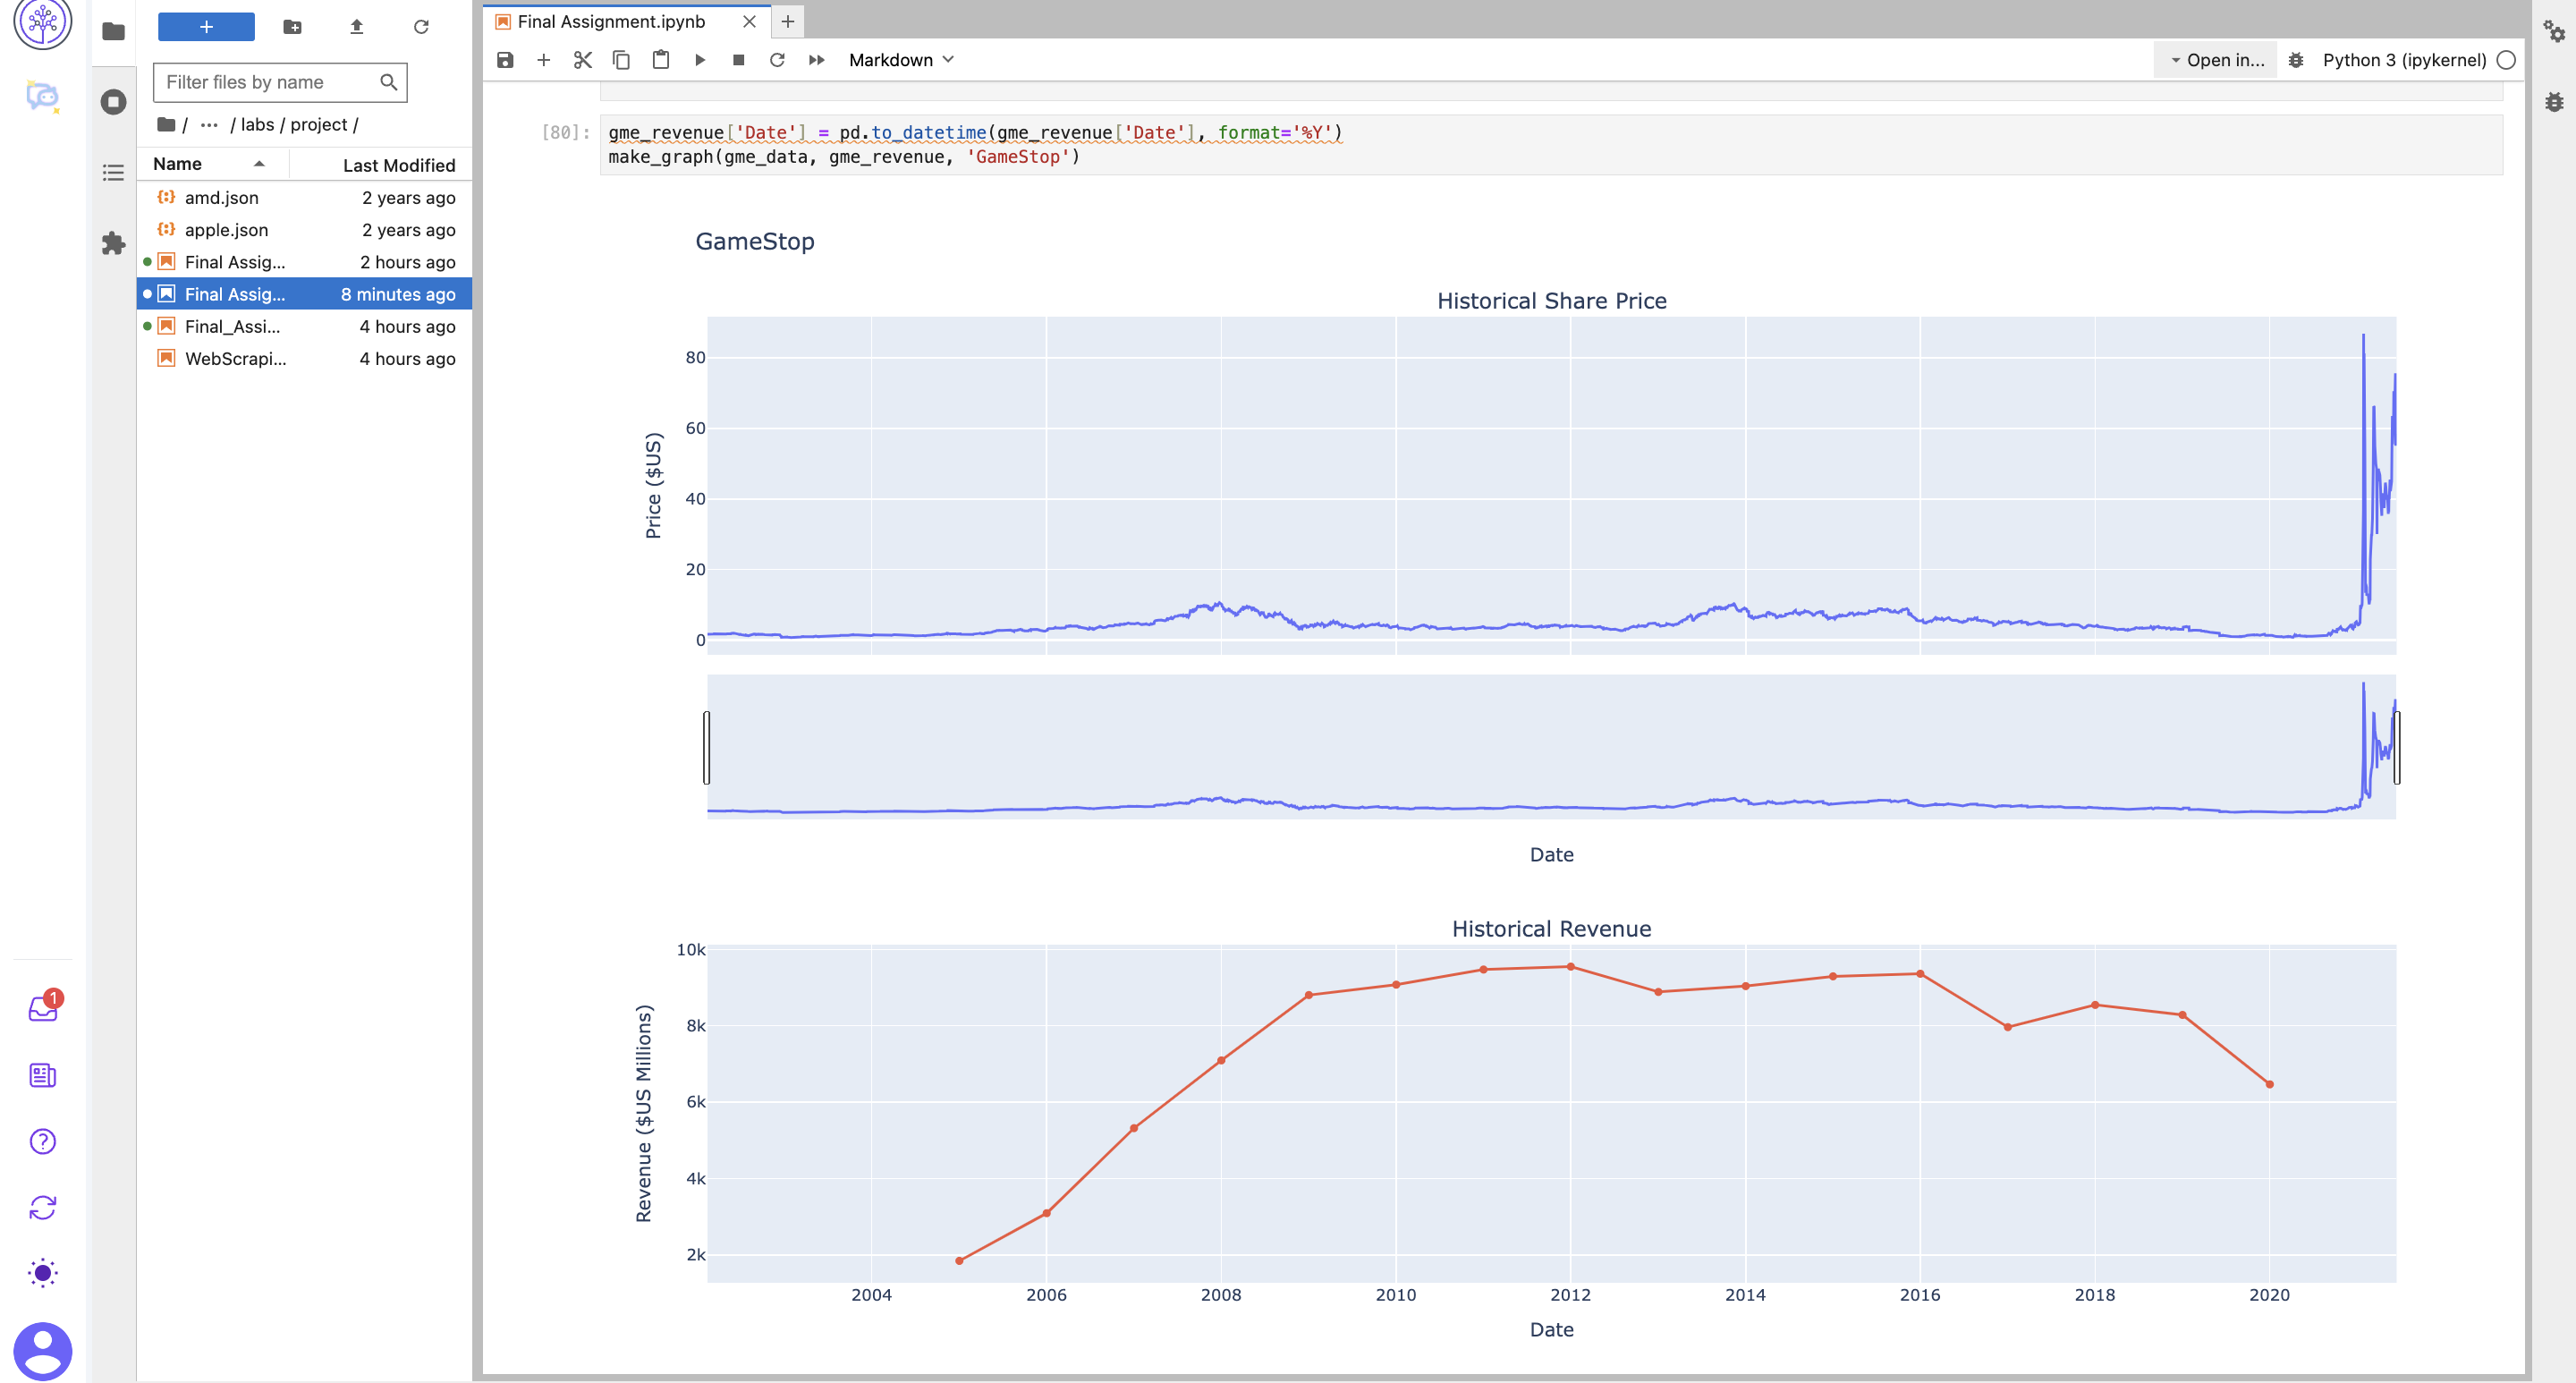 Final Assignment.ipynb
Filter files by name
Markdown
Open in...
Python 3 (ipykernel)
/ ... / labs / project /
Name
Last Modified
amd.json
2 years ago
apple.json
2 years ago
Final Assig...
2 hours ago
Final Assig...
8 minutes ago
Final_Assi...
4 hours ago
WebScrapi...
4 hours ago
1
[80]:
gme_revenue['Date'] = pd.to_datetime(gme_revenue['Date'], format='%Y')
make_graph(gme_data, gme_revenue, 'GameStop')
GameStop
Historical Share Price
80
60
40
20
0
Price ($US)
Date
Historical Revenue
10k
8k
6k
4k
2k
Revenue ($US Millions)
2004 2006 2008 2010 2012 2014 2016 2018 2020
Date